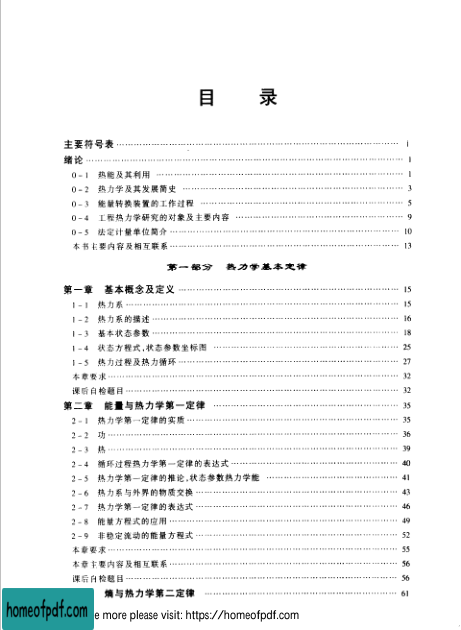 目 录
主要符号表 i
绪论 1
0-1 热能及其利用 1
0-2 热力学及其发展简史 3
0-3 能量转换装置的工作过程 5
0-4 工程热力学研究的对象及主要内容 9
0-5 法定计量单位简介 10
本书主要内容及相互联系 13
第一部分 热力学基本定律
第一章 基本概念及定义 15
1-1 热力系 15
1-2 热力系的描述 16
1-3 基本状态参数 18
1-4 状态方程式,状态参数坐标图 25
1-5 热力过程及热力循环 27
本章要求 32
课后自检题目 32
第二章 能量与热力学第一定律 35
2-1 热力学第一定律的实质 35
2-2 功 36
2-3 热 39
2-4 循环过程热力学第一定律的表达式 40
2-5 热力学第一定律的推论,状态参数热力学能 41
2-6 热力系与外界的物质交换 43
2-7 热力学第一定律的表达式 46
2-8 能量方程式的应用 49
2-9 非稳定流动的能量方程式 52
本章要求 55
本章主要内容及相互联系 56
课后自检题目 56
熵与热力学第二定律 61
homeofpdf.com
e more please visit: https://homeofpdf.com